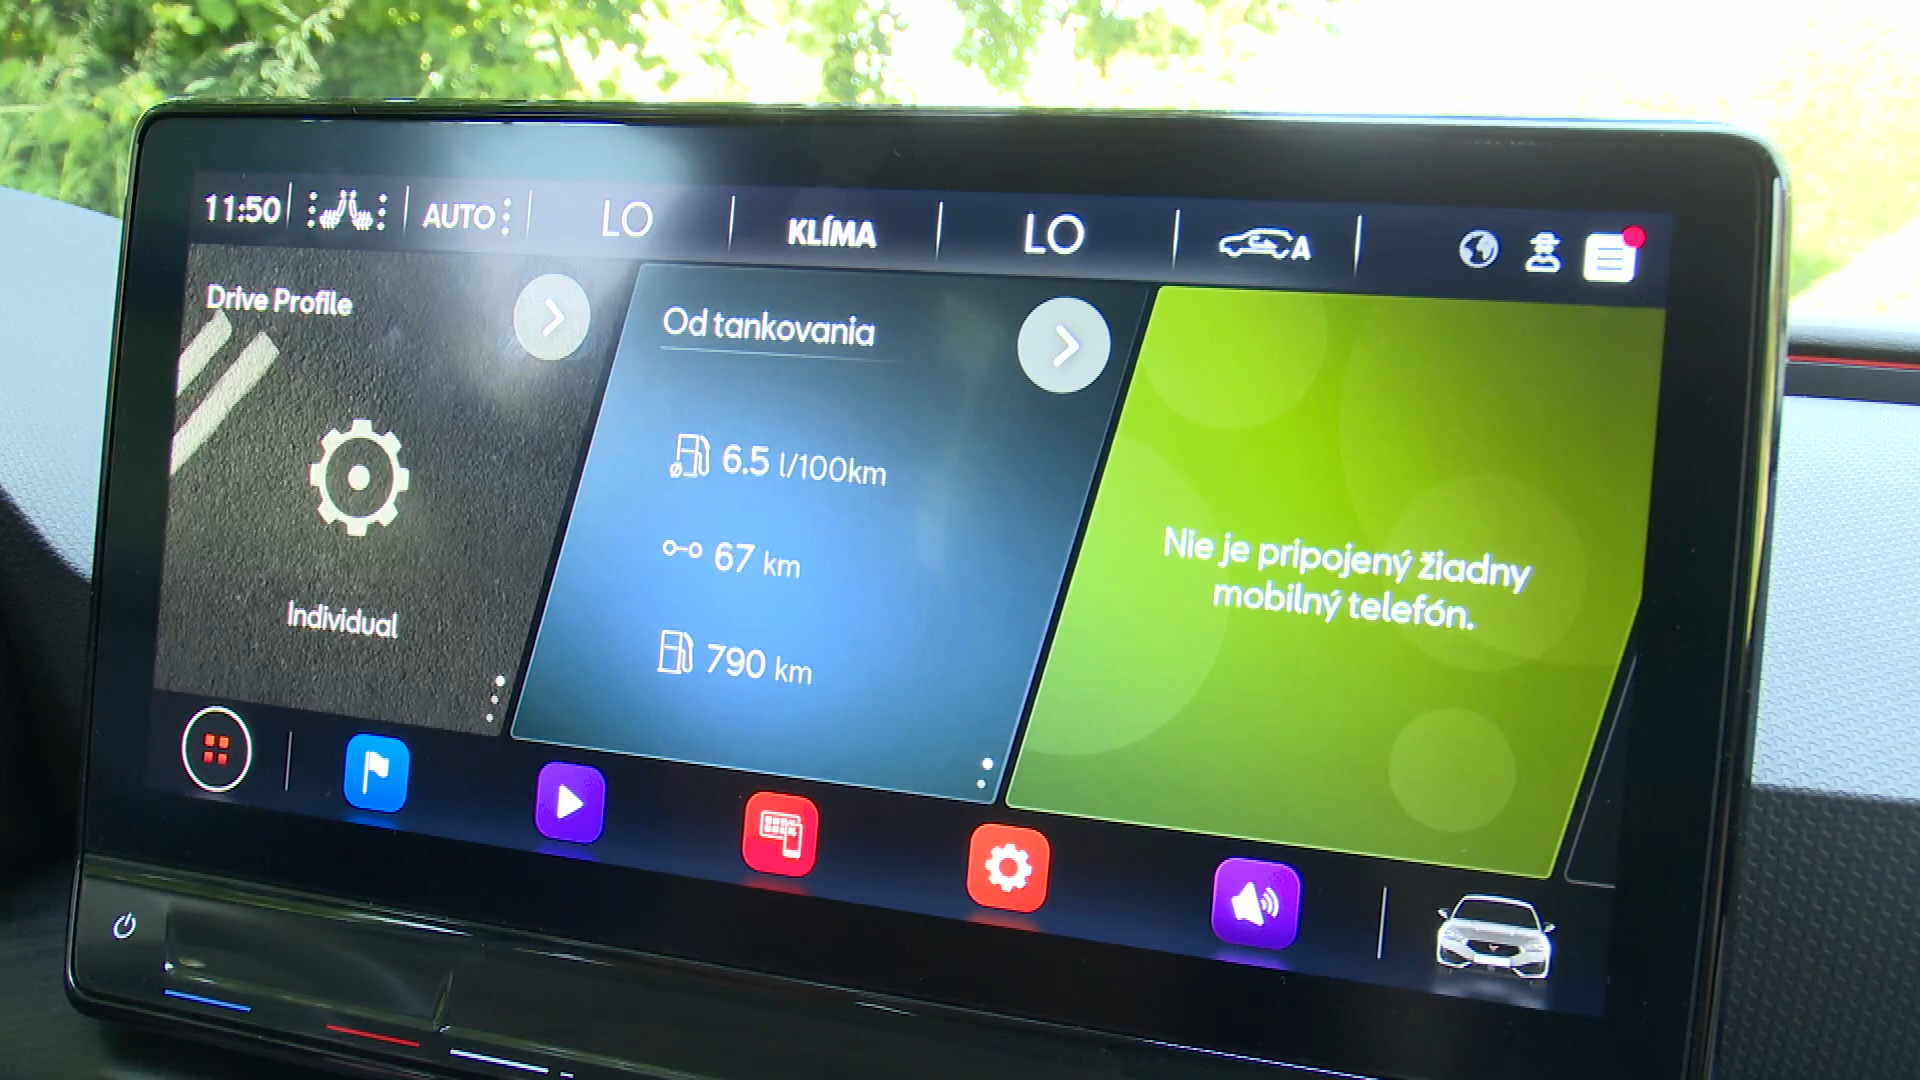 11:50 AUTO LO KLÍMA LO A
Drive Profile
Individual
Od tankovania
6.5 l/100km
67 km
790 km
Nie je pripojený žiadny
mobilný telefón.